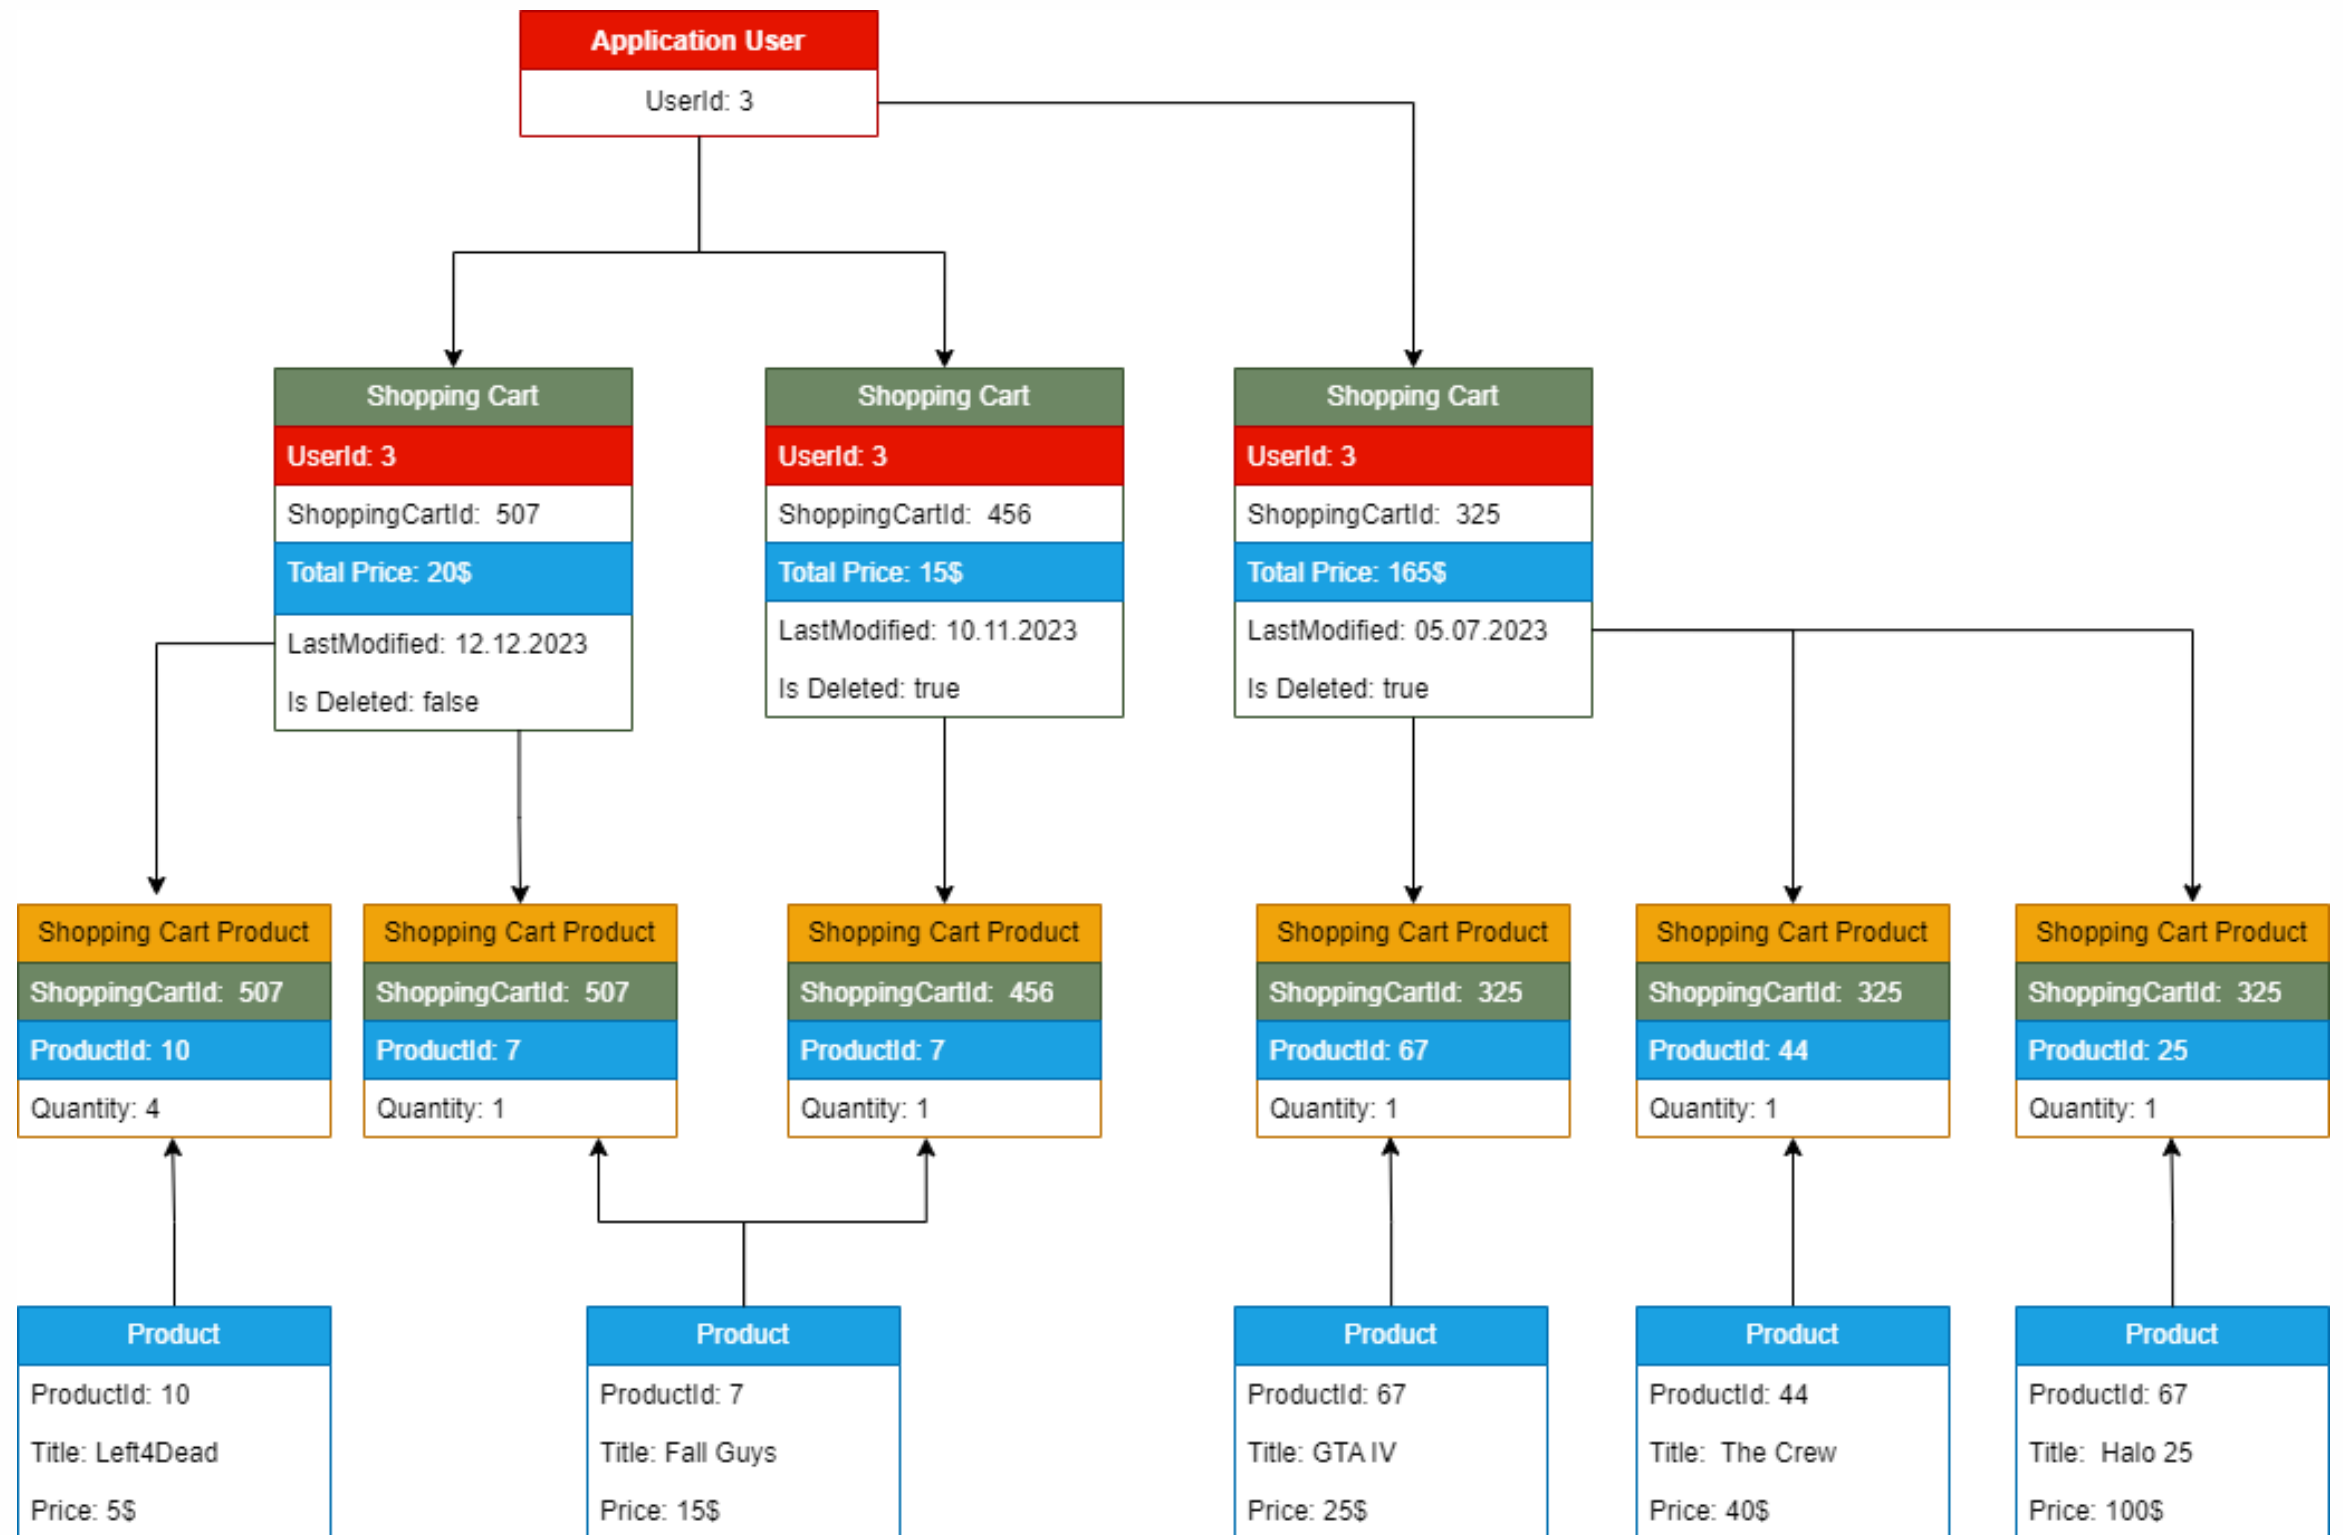 Application User
UserId: 3
Shopping Cart
UserId: 3
ShoppingCartId: 507
Total Price: 20$
LastModified: 12.12.2023
Is Deleted: false
Shopping Cart
UserId: 3
ShoppingCartId: 456
Total Price: 15$
LastModified: 10.11.2023
Is Deleted: true
Shopping Cart
UserId: 3
ShoppingCartId: 325
Total Price: 165$
LastModified: 05.07.2023
Is Deleted: true
Shopping Cart Product
ShoppingCartId: 507
ProductId: 10
Quantity: 4
Shopping Cart Product
ShoppingCartId: 507
ProductId: 7
Quantity: 1
Shopping Cart Product
ShoppingCartId: 456
ProductId: 7
Quantity: 1
Shopping Cart Product
ShoppingCartId: 325
ProductId: 67
Quantity: 1
Shopping Cart Product
ShoppingCartId: 325
ProductId: 44
Quantity: 1
Shopping Cart Product
ShoppingCartId: 325
ProductId: 25
Quantity: 1
Product
ProductId: 10
Title: Left4Dead
Price: 5$
Product
ProductId: 7
Title: Fall Guys
Price: 15$
Product
ProductId: 67
Title: GTA IV
Price: 25$
Product
ProductId: 44
Title: The Crew
Price: 40$
Product
ProductId: 67
Title: Halo 25
Price: 100$